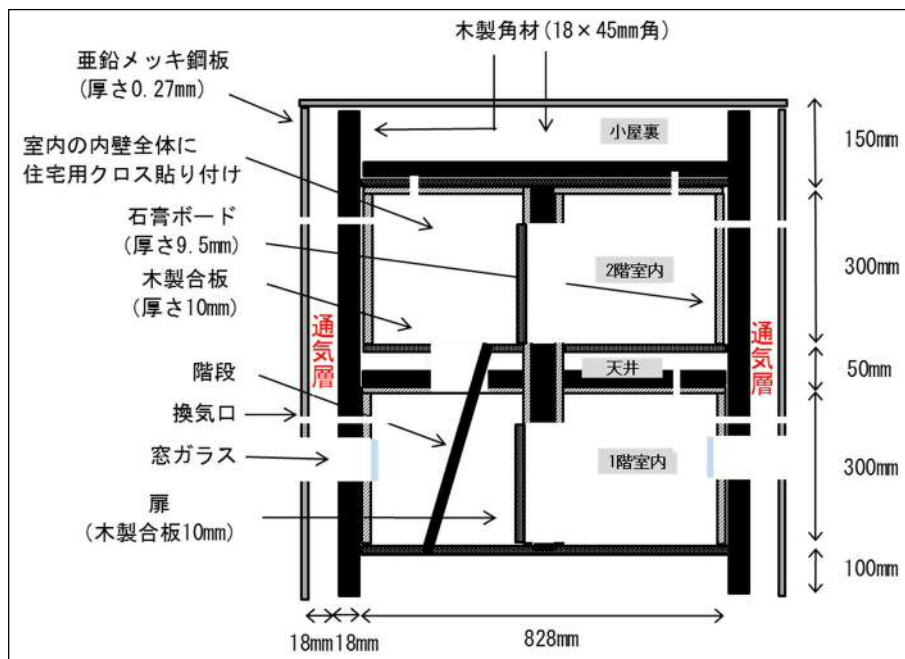 木製角材(18×45mm角)
亜鉛メッキ鋼板
(厚さ0.27mm)
小屋裏
150mm
室内の内壁全体に
住宅用クロス貼り付け
石膏ボード
(厚さ9.5mm)
木製合板
(厚さ10mm)
2階室内
300mm
通気層
通気層
階段
天井
50mm
換気口
窓ガラス
1階室内
300mm
扉
(木製合板10mm)
100mm
18mm
18mm
828mm